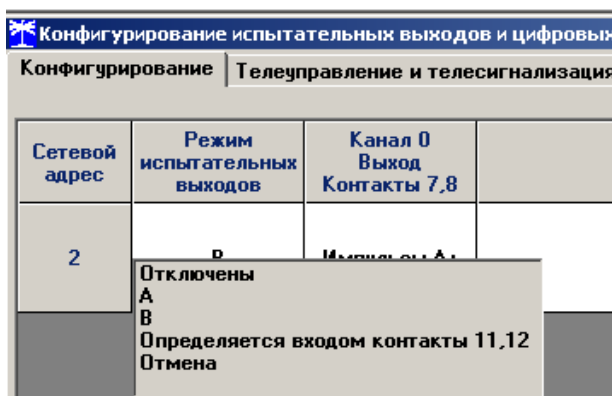 Конфигурирование испытательных выходов и цифровых
Конфигурирование Телеуправление и телесигнализация
Сетевой адрес
Режим испытательных выходов
Канал 0 Выход Контакты 7,8
2
Отключены
A
B
Определяется входом контакты 11,12
Отмена